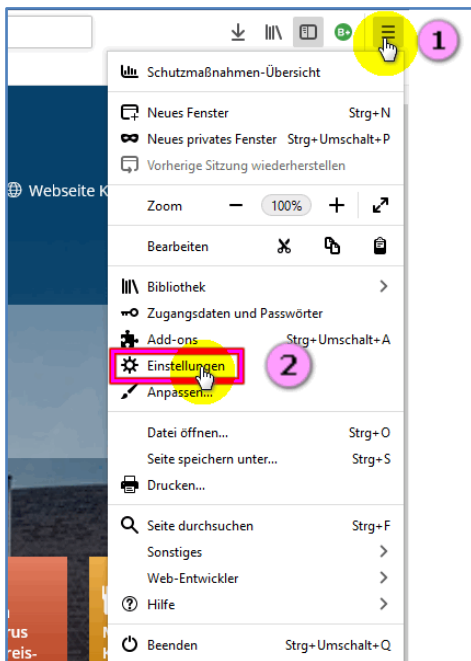 B+
1
Schutzmaßnahmen-Übersicht
Neues Fenster Strg+N
Neues privates Fenster Strg+Umschalt+P
Vorherige Sitzung wiederherstellen
Webseite K
Zoom − 100% +
Bearbeiten
Bibliothek >
Zugangsdaten und Passwörter
Add-ons Strg+Umschalt+A
Einstellungen 2
Anpassen...
Datei öffnen... Strg+O
Seite speichern unter... Strg+S
Drucken...
Seite durchsuchen Strg+F
Sonstiges >
Web-Entwickler >
Hilfe >
rus
reis-
Beenden Strg+Umschalt+Q